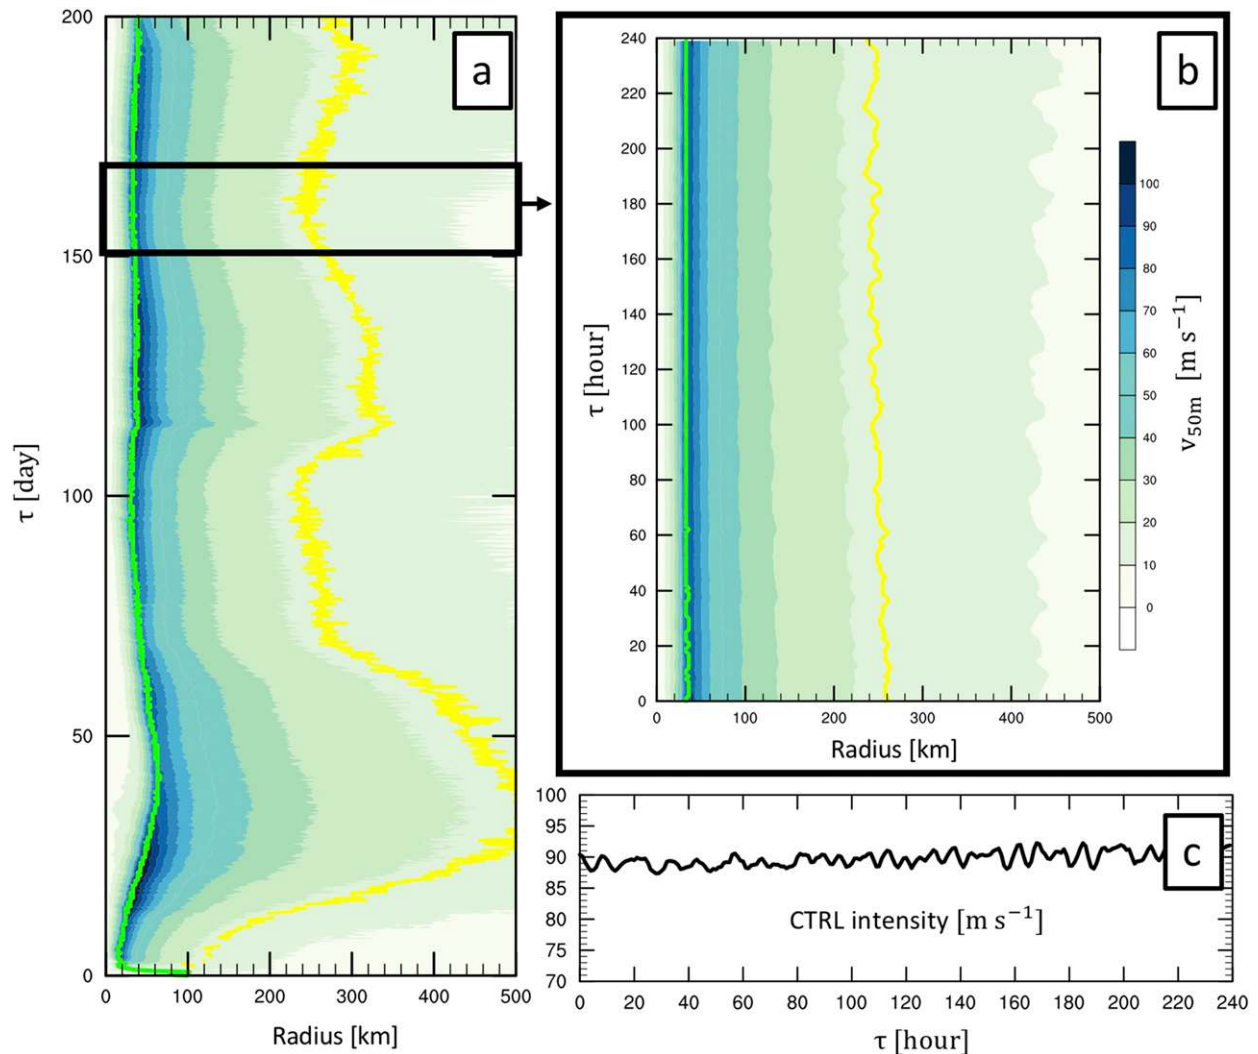 a
200
150
100
50
0
τ [day]
0 100 200 300 400 500
Radius [km]
b
240
220
200
180
160
140
120
100
80
60
40
20
0
τ [hour]
0 100 200 300 400 500
Radius [km]
100
90
80
70
60
50
40
30
20
10
0
v50m [m s⁻¹]
c
100
95
90
85
80
75
70
CTRL intensity [m s⁻¹]
0 20 40 60 80 100 120 140 160 180 200 220 240
τ [hour]